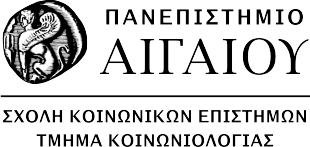 ΠΑΝΕΠΙΣΤΗΜΙΟ
ΑΙΓΑΙΟΥ
ΣΧΟΛΗ ΚΟΙΝΩΝΙΚΩΝ ΕΠΙΣΤΗΜΩΝ
ΤΜΗΜΑ ΚΟΙΝΩΝΙΟΛΟΓΙΑΣ